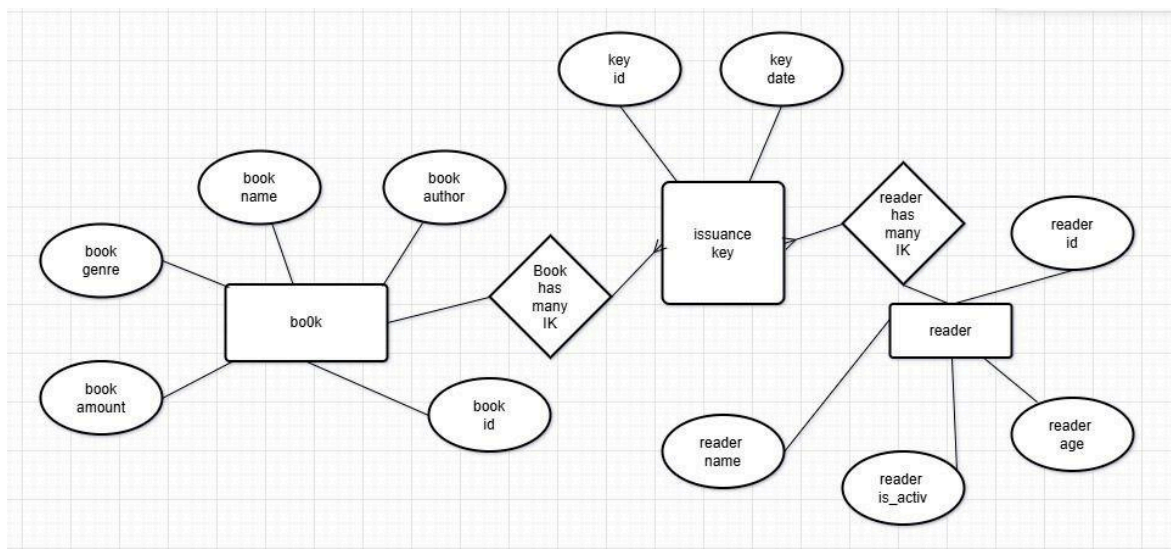 key
id
key
date
book
name
book
author
reader
has
many
IK
reader
id
issuance
key
book
genre
Book
has
many
IK
bo0k
reader
book
amount
book
id
reader
name
reader
age
reader
is_activ